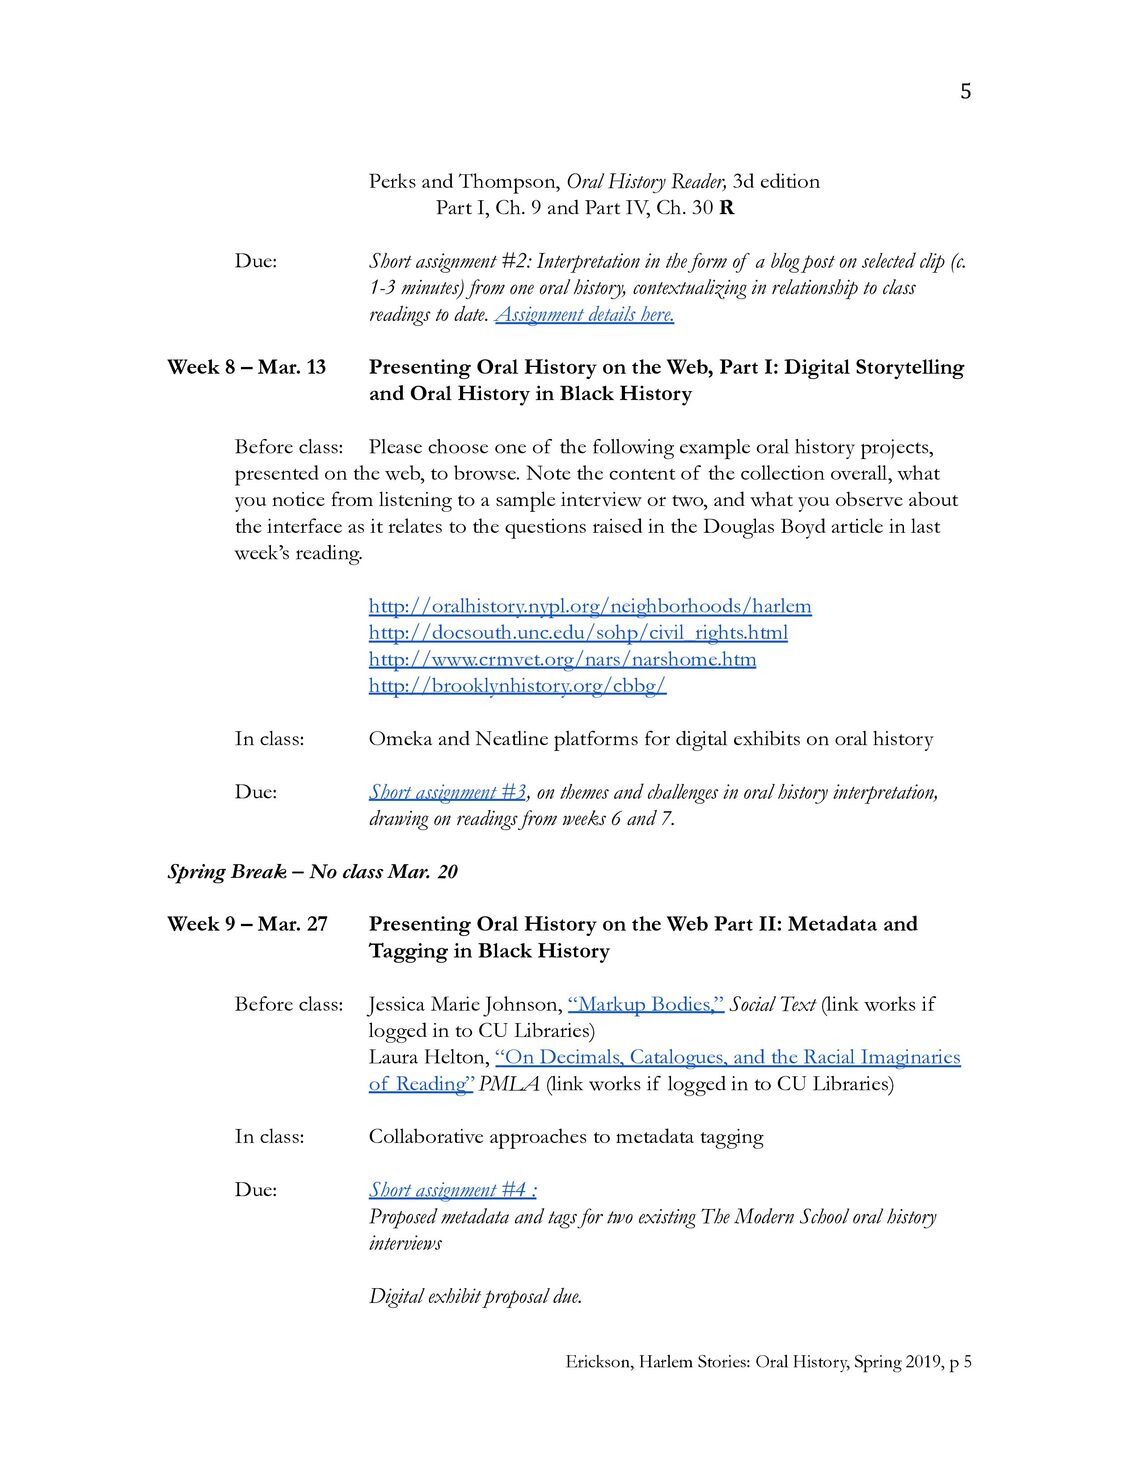 5
Perks and Thompson, Oral History Reader, 3d edition
Part I, Ch. 9 and Part IV, Ch. 30 R
Due: Short assignment #2: Interpretation in the form of a blog post on selected clip (c.
1-3 minutes) from one oral history, contextualizing in relationship to class
readings to date. Assignment details here.
Week 8 – Mar. 13 Presenting Oral History on the Web, Part I: Digital Storytelling
and Oral History in Black History
Before class: Please choose one of the following example oral history projects,
presented on the web, to browse. Note the content of the collection overall, what
you notice from listening to a sample interview or two, and what you observe about
the interface as it relates to the questions raised in the Douglas Boyd article in last
week’s reading.
http://oralhistory.nypl.org/neighborhoods/harlem
http://docsouth.unc.edu/sohp/civil_rights.html
http://www.crmvet.org/nars/narshome.htm
http://brooklynhistory.org/cbbg/
In class: Omeka and Neatline platforms for digital exhibits on oral history
Due: Short assignment #3, on themes and challenges in oral history interpretation,
drawing on readings from weeks 6 and 7.
Spring Break – No class Mar. 20
Week 9 – Mar. 27 Presenting Oral History on the Web Part II: Metadata and
Tagging in Black History
Before class: Jessica Marie Johnson, “Markup Bodies,” Social Text (link works if
logged in to CU Libraries)
Laura Helton, “On Decimals, Catalogues, and the Racial Imaginaries
of Reading” PMLA (link works if logged in to CU Libraries)
In class: Collaborative approaches to metadata tagging
Due: Short assignment #4 :
Proposed metadata and tags for two existing The Modern School oral history
interviews
Digital exhibit proposal due.
Erickson, Harlem Stories: Oral History, Spring 2019, p 5